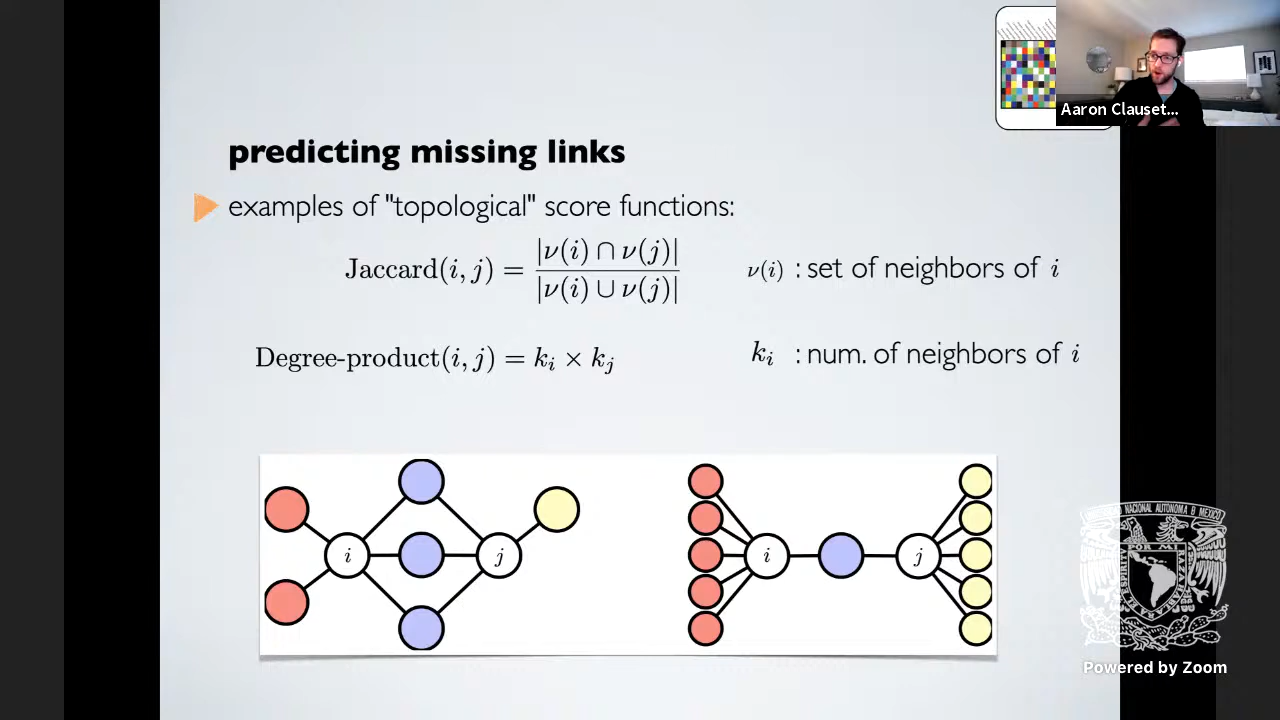 Aaron Clauset...
predicting missing links
examples of "topological" score functions:
Jaccard(i, j) = |ν(i) ∩ ν(j)| / |ν(i) ∪ ν(j)|
ν(i) : set of neighbors of i
Degree-product(i, j) = k_i × k_j
k_i : num. of neighbors of i
i j
i j
Powered by Zoom